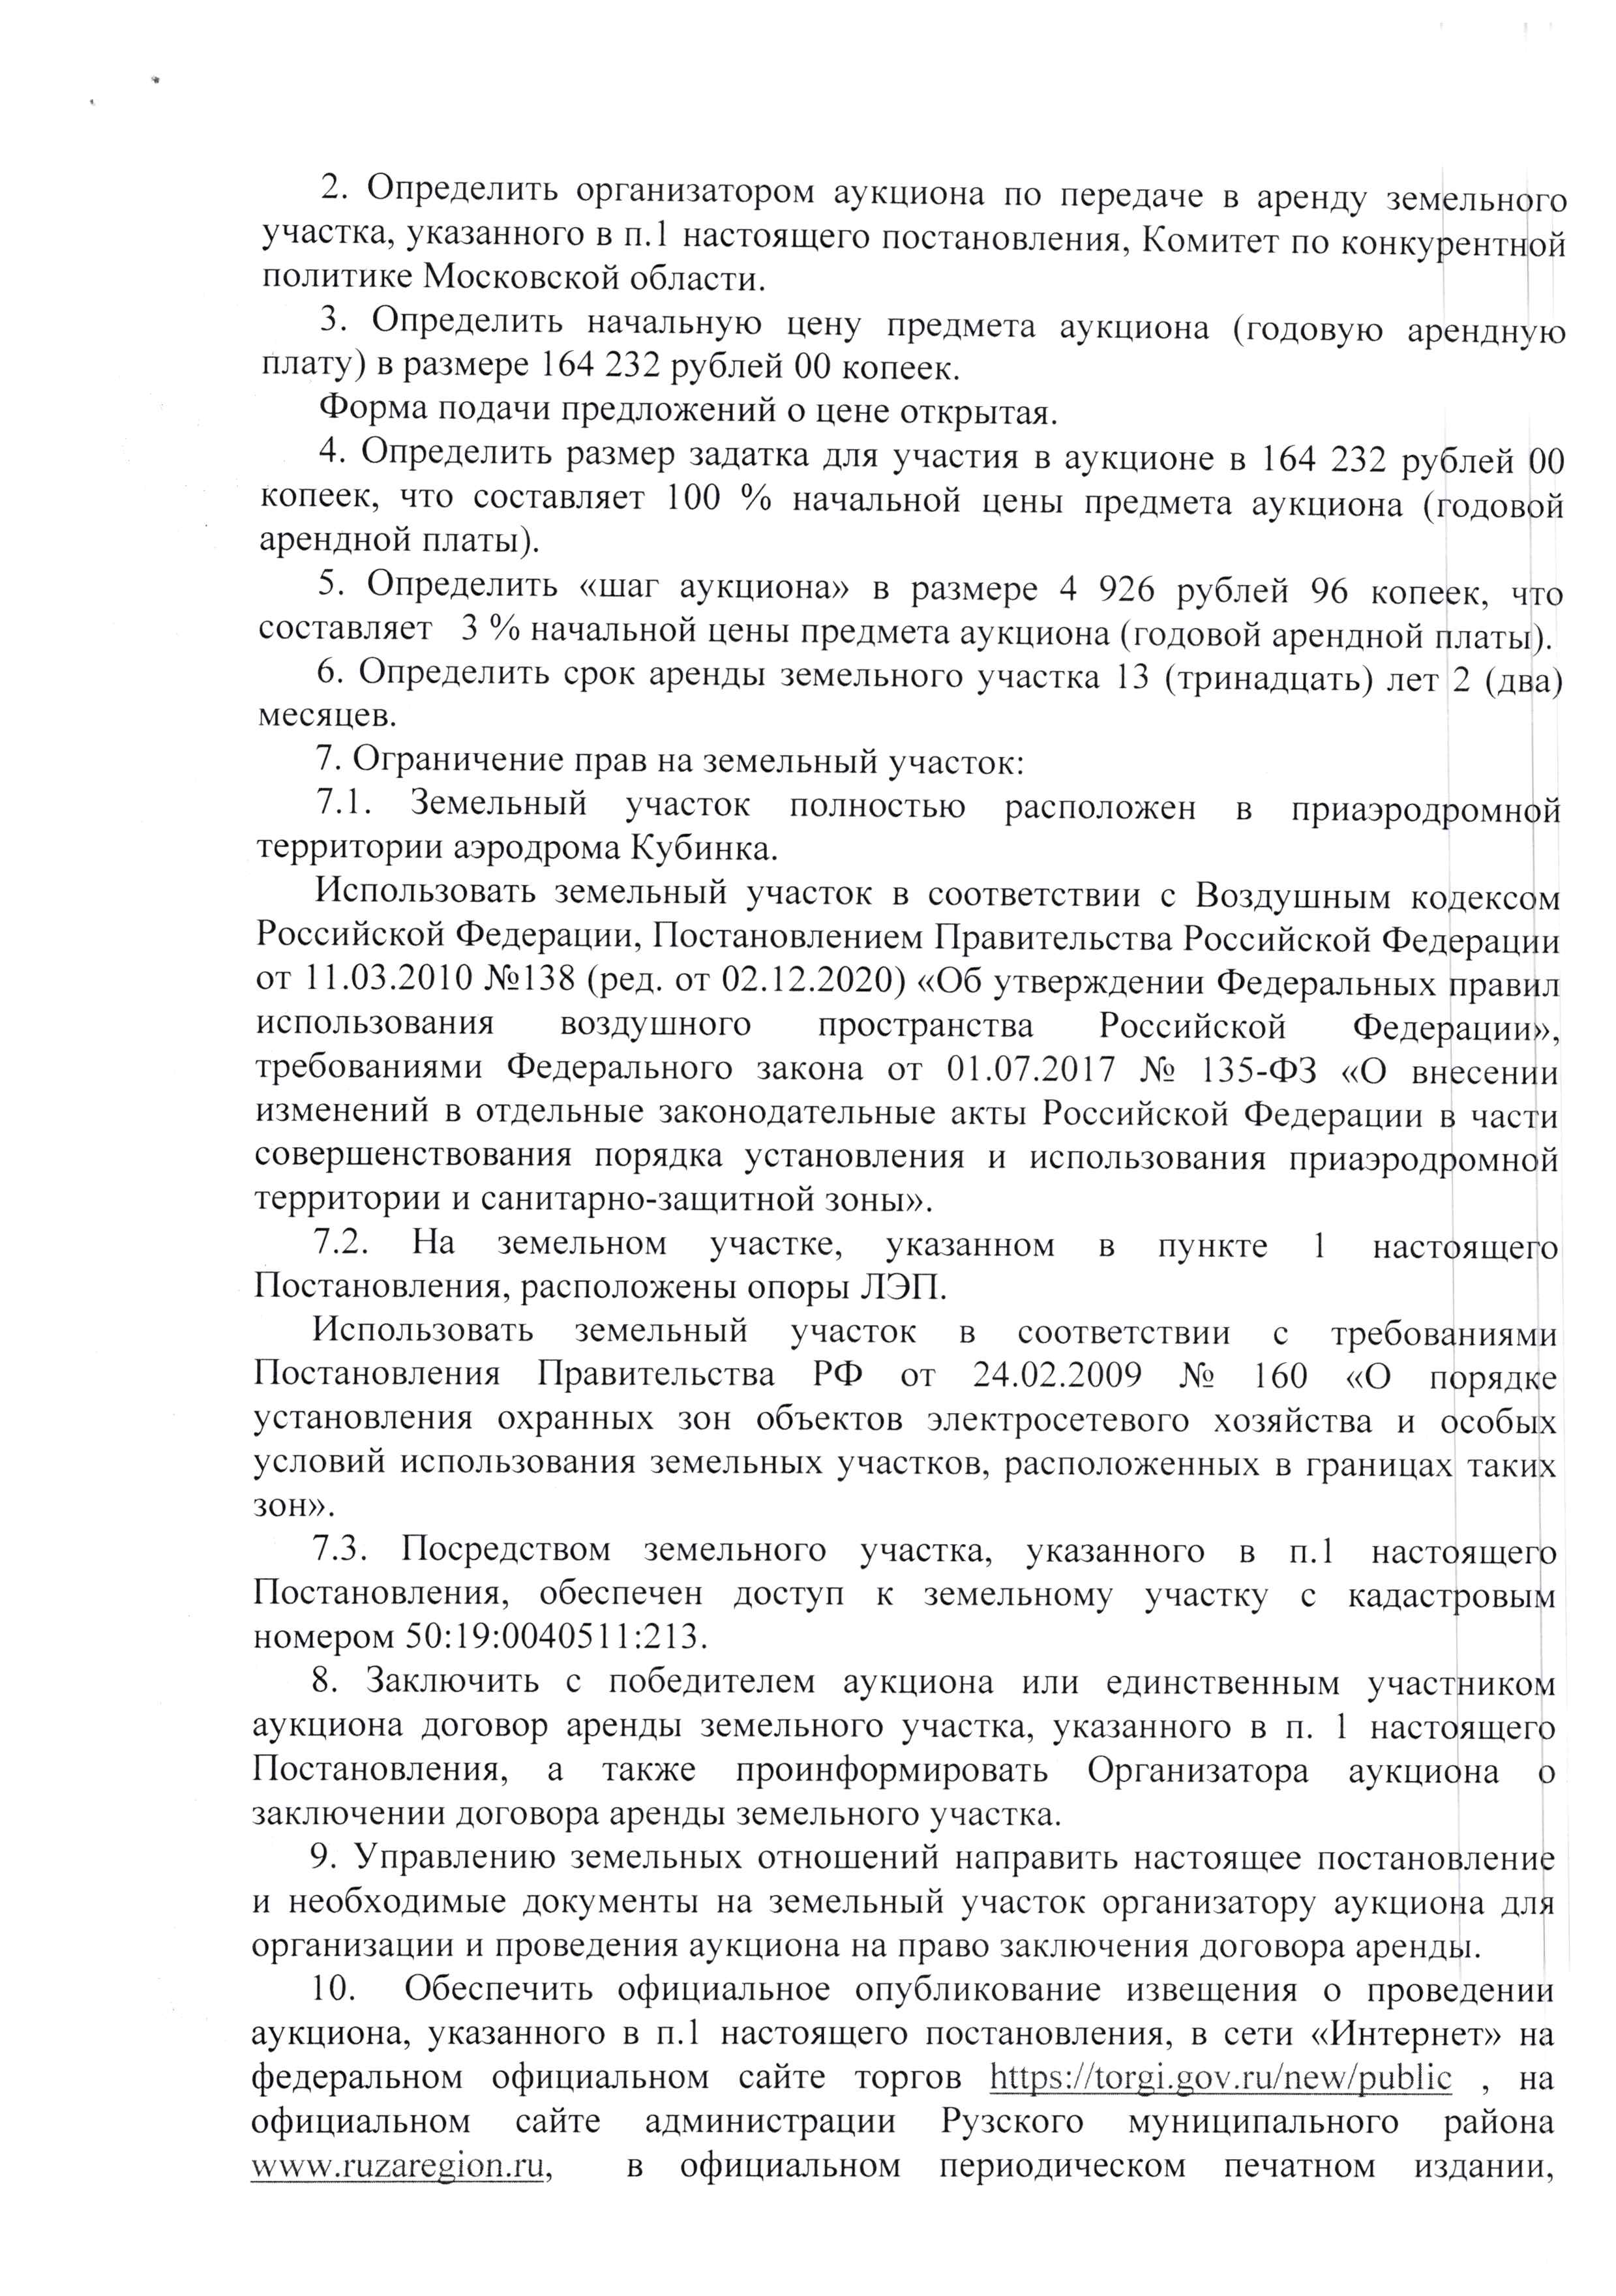 2. Определить организатором аукциона по передаче в аренду земельного
участка, указанного в п.1 настоящего постановления, Комитет по конкурентной
политике Московской области.
3. Определить начальную цену предмета аукциона (годовую арендную
плату) в размере 164 232 рублей 00 копеек.
Форма подачи предложений о цене открытая.
4. Определить размер задатка для участия в аукционе в 164 232 рублей 00
копеек, что составляет 100 % начальной цены предмета аукциона (годовой
арендной платы).
5. Определить «шаг аукциона» в размере 4 926 рублей 96 копеек, что
составляет 3 % начальной цены предмета аукциона (годовой арендной платы).
6. Определить срок аренды земельного участка 13 (тринадцать) лет 2 (два)
месяцев.
7. Ограничение прав на земельный участок:
7.1. Земельный участок полностью расположен в приаэродромной
территории аэродрома Кубинка.
Использовать земельный участок в соответствии с Воздушным кодексом
Российской Федерации, Постановлением Правительства Российской Федерации
от 11.03.2010 №138 (ред. от 02.12.2020) «Об утверждении Федеральных правил
использования воздушного пространства Российской Федерации»,
требованиями Федерального закона от 01.07.2017 № 135-ФЗ «О внесении
изменений в отдельные законодательные акты Российской Федерации в части
совершенствования порядка установления и использования приаэродромной
территории и санитарно-защитной зоны».
7.2. На земельном участке, указанном в пункте 1 настоящего
Постановления, расположены опоры ЛЭП.
Использовать земельный участок в соответствии с требованиями
Постановления Правительства РФ от 24.02.2009 № 160 «О порядке
установления охранных зон объектов электросетевого хозяйства и особых
условий использования земельных участков, расположенных в границах таких
зон».
7.3. Посредством земельного участка, указанного в п.1 настоящего
Постановления, обеспечен доступ к земельному участку с кадастровым
номером 50:19:0040511:213.
8. Заключить с победителем аукциона или единственным участником
аукциона договор аренды земельного участка, указанного в п. 1 настоящего
Постановления, а также проинформировать Организатора аукциона о
заключении договора аренды земельного участка.
9. Управлению земельных отношений направить настоящее постановление
и необходимые документы на земельный участок организатору аукциона для
организации и проведения аукциона на право заключения договора аренды.
10. Обеспечить официальное опубликование извещения о проведении
аукциона, указанного в п.1 настоящего постановления, в сети «Интернет» на
федеральном официальном сайте торгов https://torgi.gov.ru/new/public , на
официальном сайте администрации Рузского муниципального района
www.ruzaregion.ru, в официальном периодическом печатном издании,